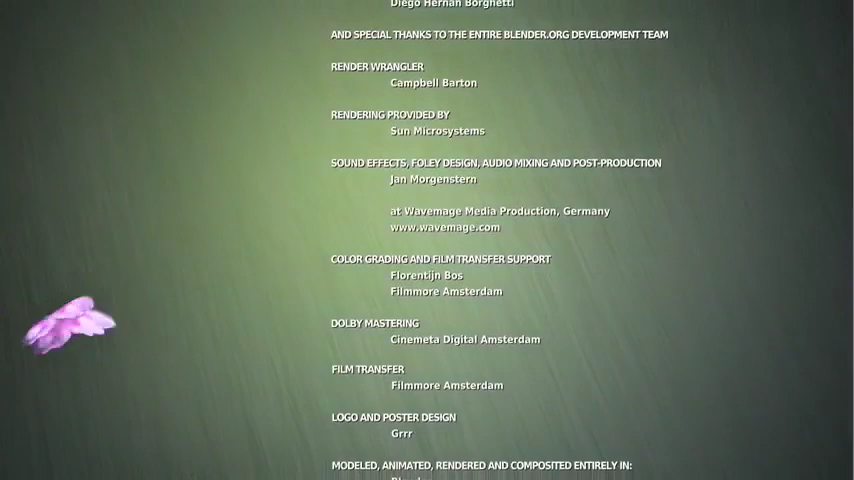 Diego Hernan Borghetti
AND SPECIAL THANKS TO THE ENTIRE BLENDER.ORG DEVELOPMENT TEAM
RENDER WRANGLER
Campbell Barton
RENDERING PROVIDED BY
Sun Microsystems
SOUND EFFECTS, FOLEY DESIGN, AUDIO MIXING AND POST-PRODUCTION
Jan Morgenstern
at Wavemage Media Production, Germany
www.wavemage.com
COLOR GRADING AND FILM TRANSFER SUPPORT
Florentijn Bos
Filmmore Amsterdam
DOLBY MASTERING
Cinemeta Digital Amsterdam
FILM TRANSFER
Filmmore Amsterdam
LOGO AND POSTER DESIGN
Grrr
MODELED, ANIMATED, RENDERED AND COMPOSITED ENTIRELY IN: